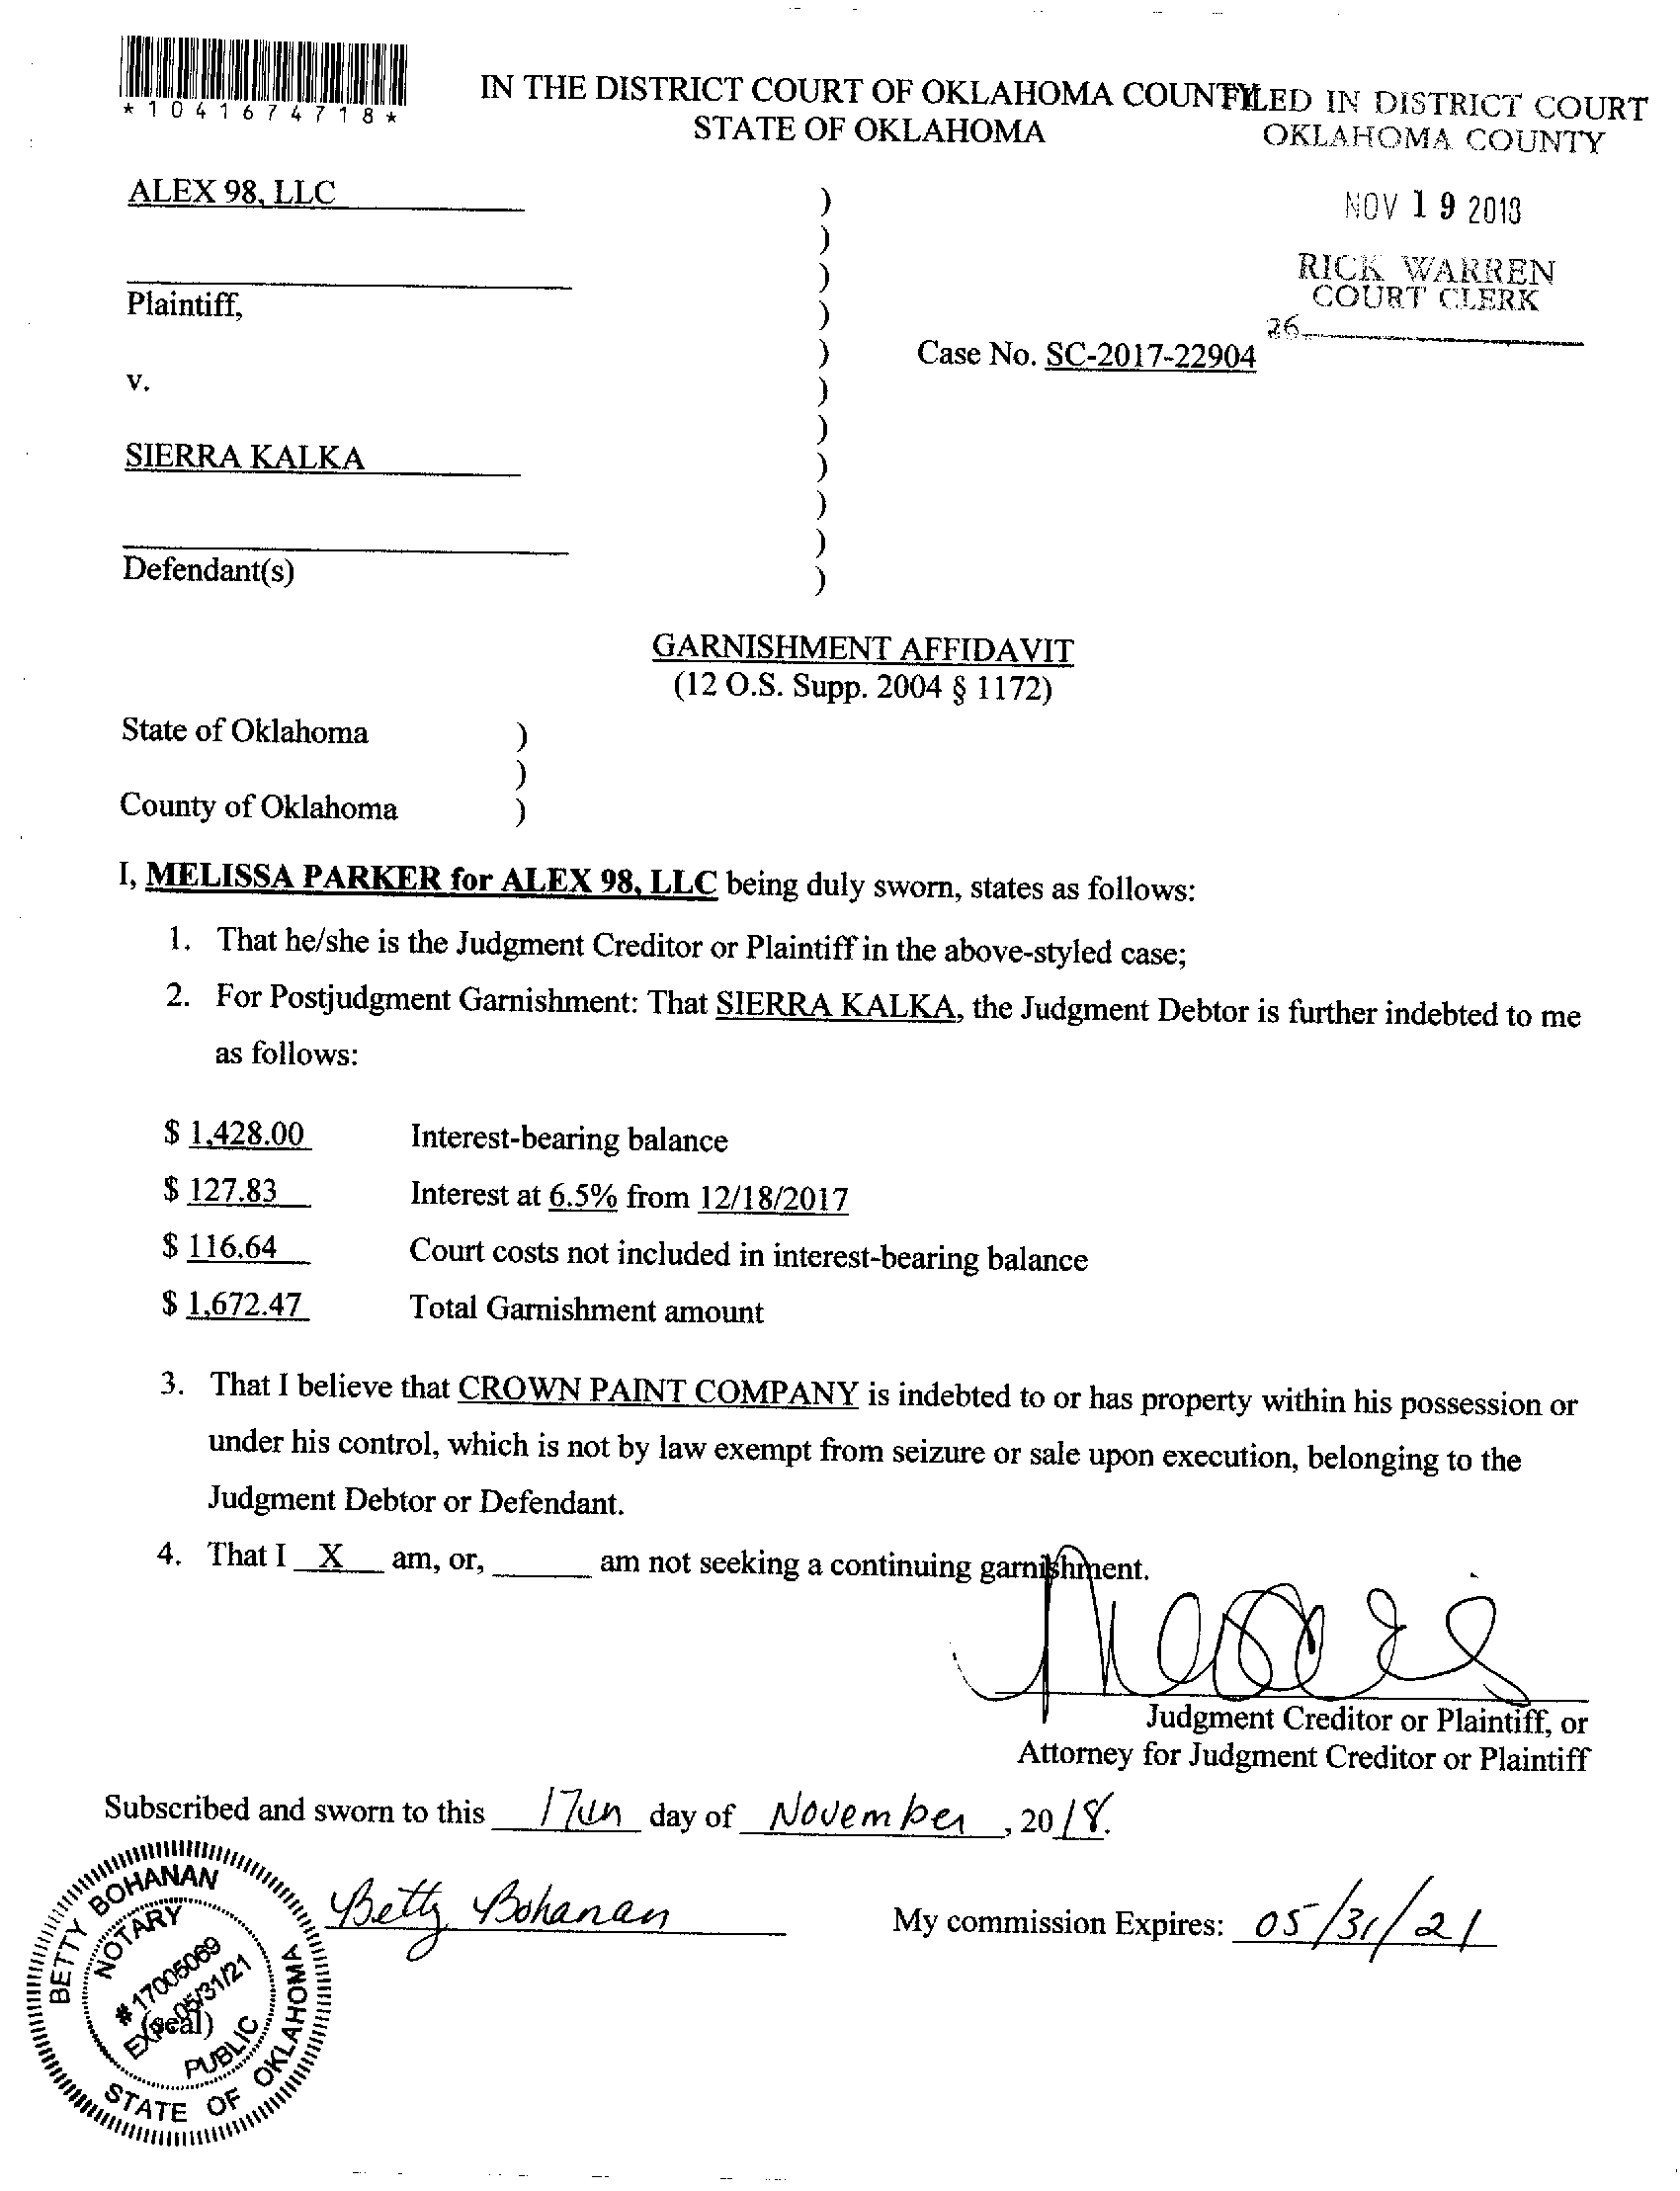 *1041674718*
IN THE DISTRICT COURT OF OKLAHOMA COUNTY
STATE OF OKLAHOMA
FILED IN DISTRICT COURT
OKLAHOMA COUNTY
NOV 19 2018
RICK WARREN
COURT CLERK
26
ALEX 98, LLC )
)
)
Plaintiff, )
) Case No. SC-2017-22904
v. )
)
SIERRA KALKA )
)
)
Defendant(s) )
GARNISHMENT AFFIDAVIT
(12 O.S. Supp. 2004 § 1172)
State of Oklahoma )
)
County of Oklahoma )
I, MELISSA PARKER for ALEX 98, LLC being duly sworn, states as follows:
1. That he/she is the Judgment Creditor or Plaintiff in the above-styled case;
2. For Postjudgment Garnishment: That SIERRA KALKA, the Judgment Debtor is further indebted to me
as follows:
$ 1,428.00 Interest-bearing balance
$ 127.83 Interest at 6.5% from 12/18/2017
$ 116.64 Court costs not included in interest-bearing balance
$ 1,672.47 Total Garnishment amount
3. That I believe that CROWN PAINT COMPANY is indebted to or has property within his possession or
under his control, which is not by law exempt from seizure or sale upon execution, belonging to the
Judgment Debtor or Defendant.
4. That I X am, or, ______ am not seeking a continuing garnishment.
Judgment Creditor or Plaintiff, or
Attorney for Judgment Creditor or Plaintiff
Subscribed and sworn to this day of November, 2018.
Betty Bohanan My commission Expires: 05/31/21
BETTY BOHANAN
NOTARY
#17005069
EXP. 05/31/21
(seal)
PUBLIC
STATE OF OKLAHOMA